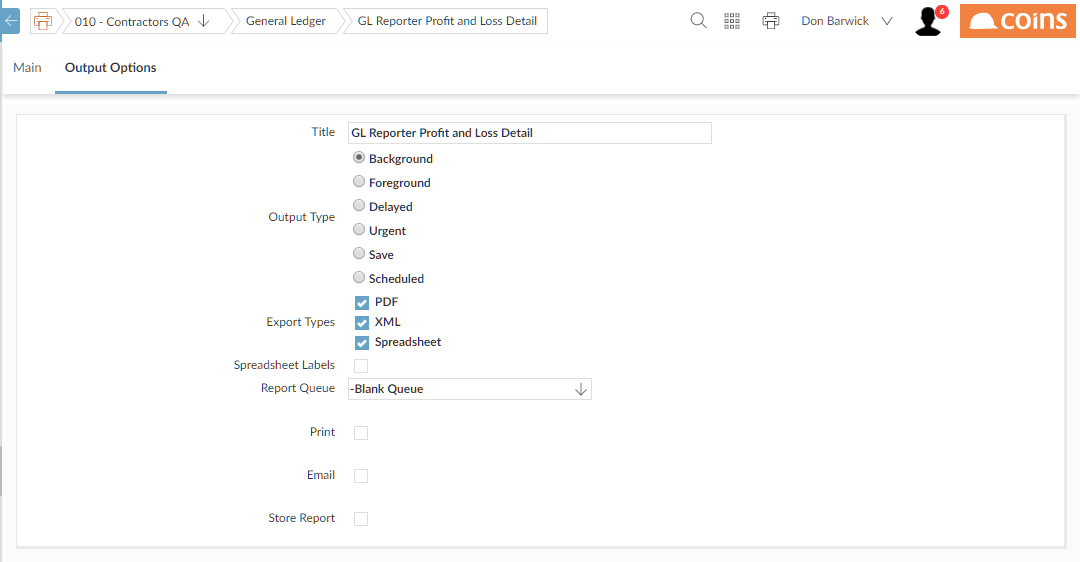 010 - Contractors QA General Ledger GL Reporter Profit and Loss Detail Don Barwick 6 coins
Main Output Options
Title GL Reporter Profit and Loss Detail
Output Type
Background
Foreground
Delayed
Urgent
Save
Scheduled
Export Types
PDF
XML
Spreadsheet
Spreadsheet Labels
Report Queue -Blank Queue
Print
Email
Store Report